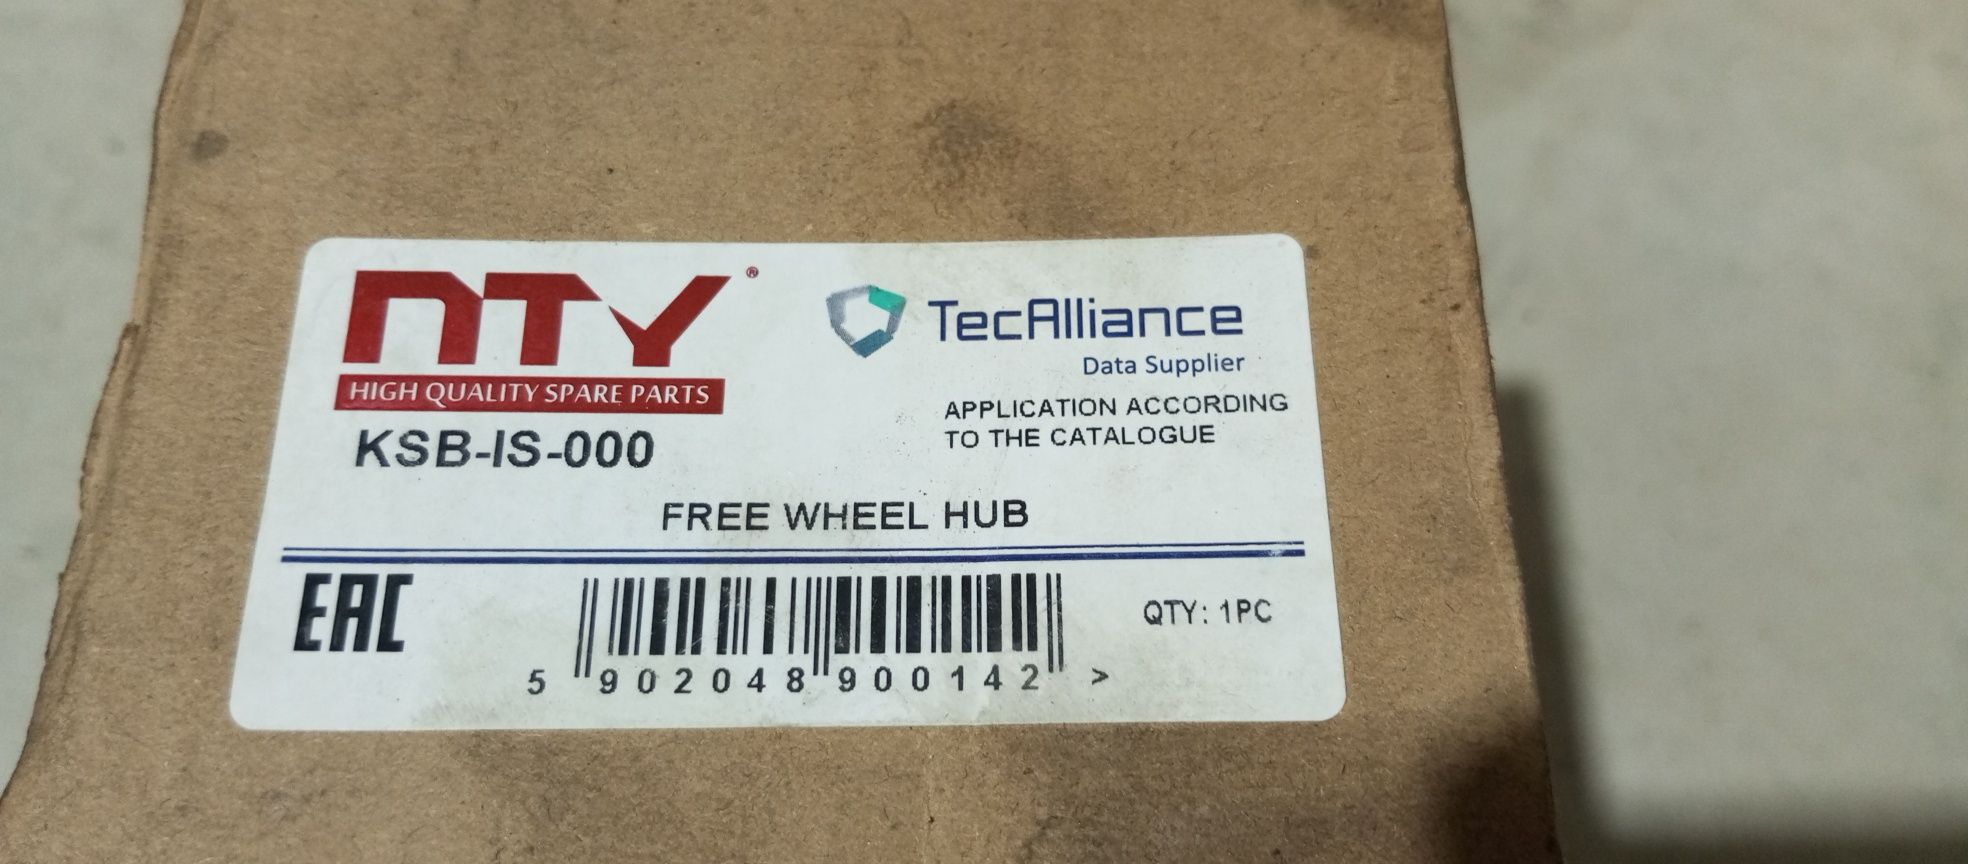 NTY®
HIGH QUALITY SPARE PARTS
KSB-IS-000
TecAlliance
Data Supplier
APPLICATION ACCORDING
TO THE CATALOGUE
FREE WHEEL HUB
EAC
QTY: 1PC
5 902048 900142 >